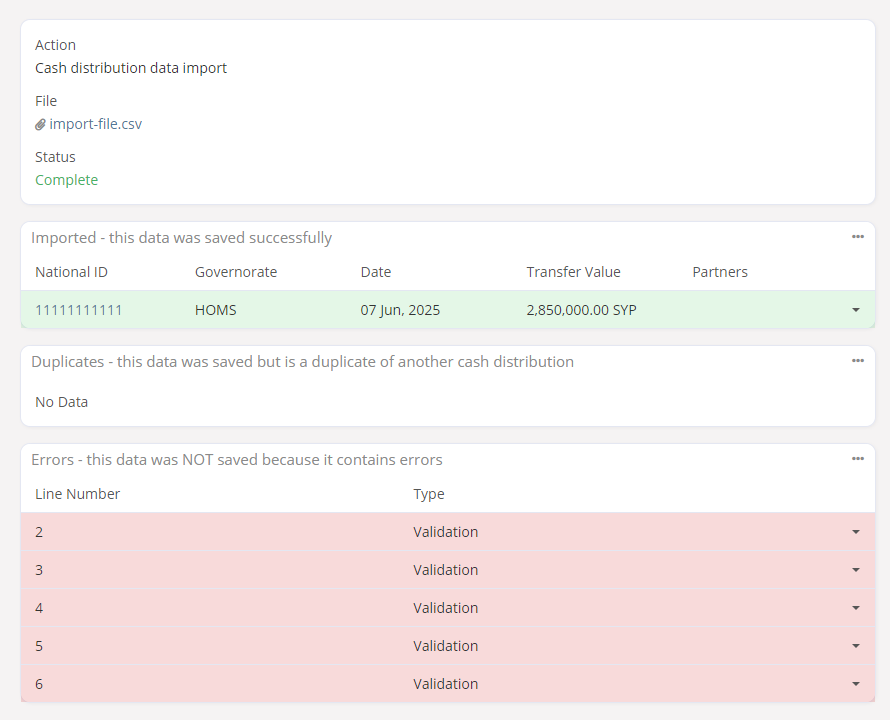 Action
Cash distribution data import
File
import-file.csv
Status
Complete
Imported - this data was saved successfully
National ID Governorate Date Transfer Value Partners
11111111111 HOMS 07 Jun, 2025 2,850,000.00 SYP
Duplicates - this data was saved but is a duplicate of another cash distribution
No Data
Errors - this data was NOT saved because it contains errors
Line Number Type
2 Validation
3 Validation
4 Validation
5 Validation
6 Validation